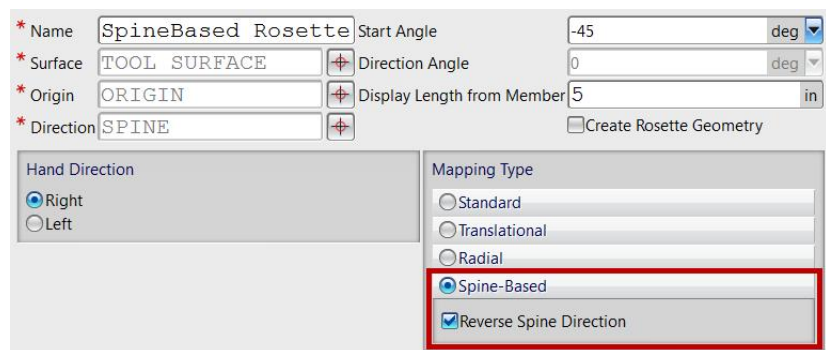 * Name SpineBased Rosette Start Angle -45 deg
* Surface TOOL SURFACE Direction Angle 0 deg
* Origin ORIGIN Display Length from Member 5 in
* Direction SPINE Create Rosette Geometry
Hand Direction
Right
Left
Mapping Type
Standard
Translational
Radial
Spine-Based
Reverse Spine Direction